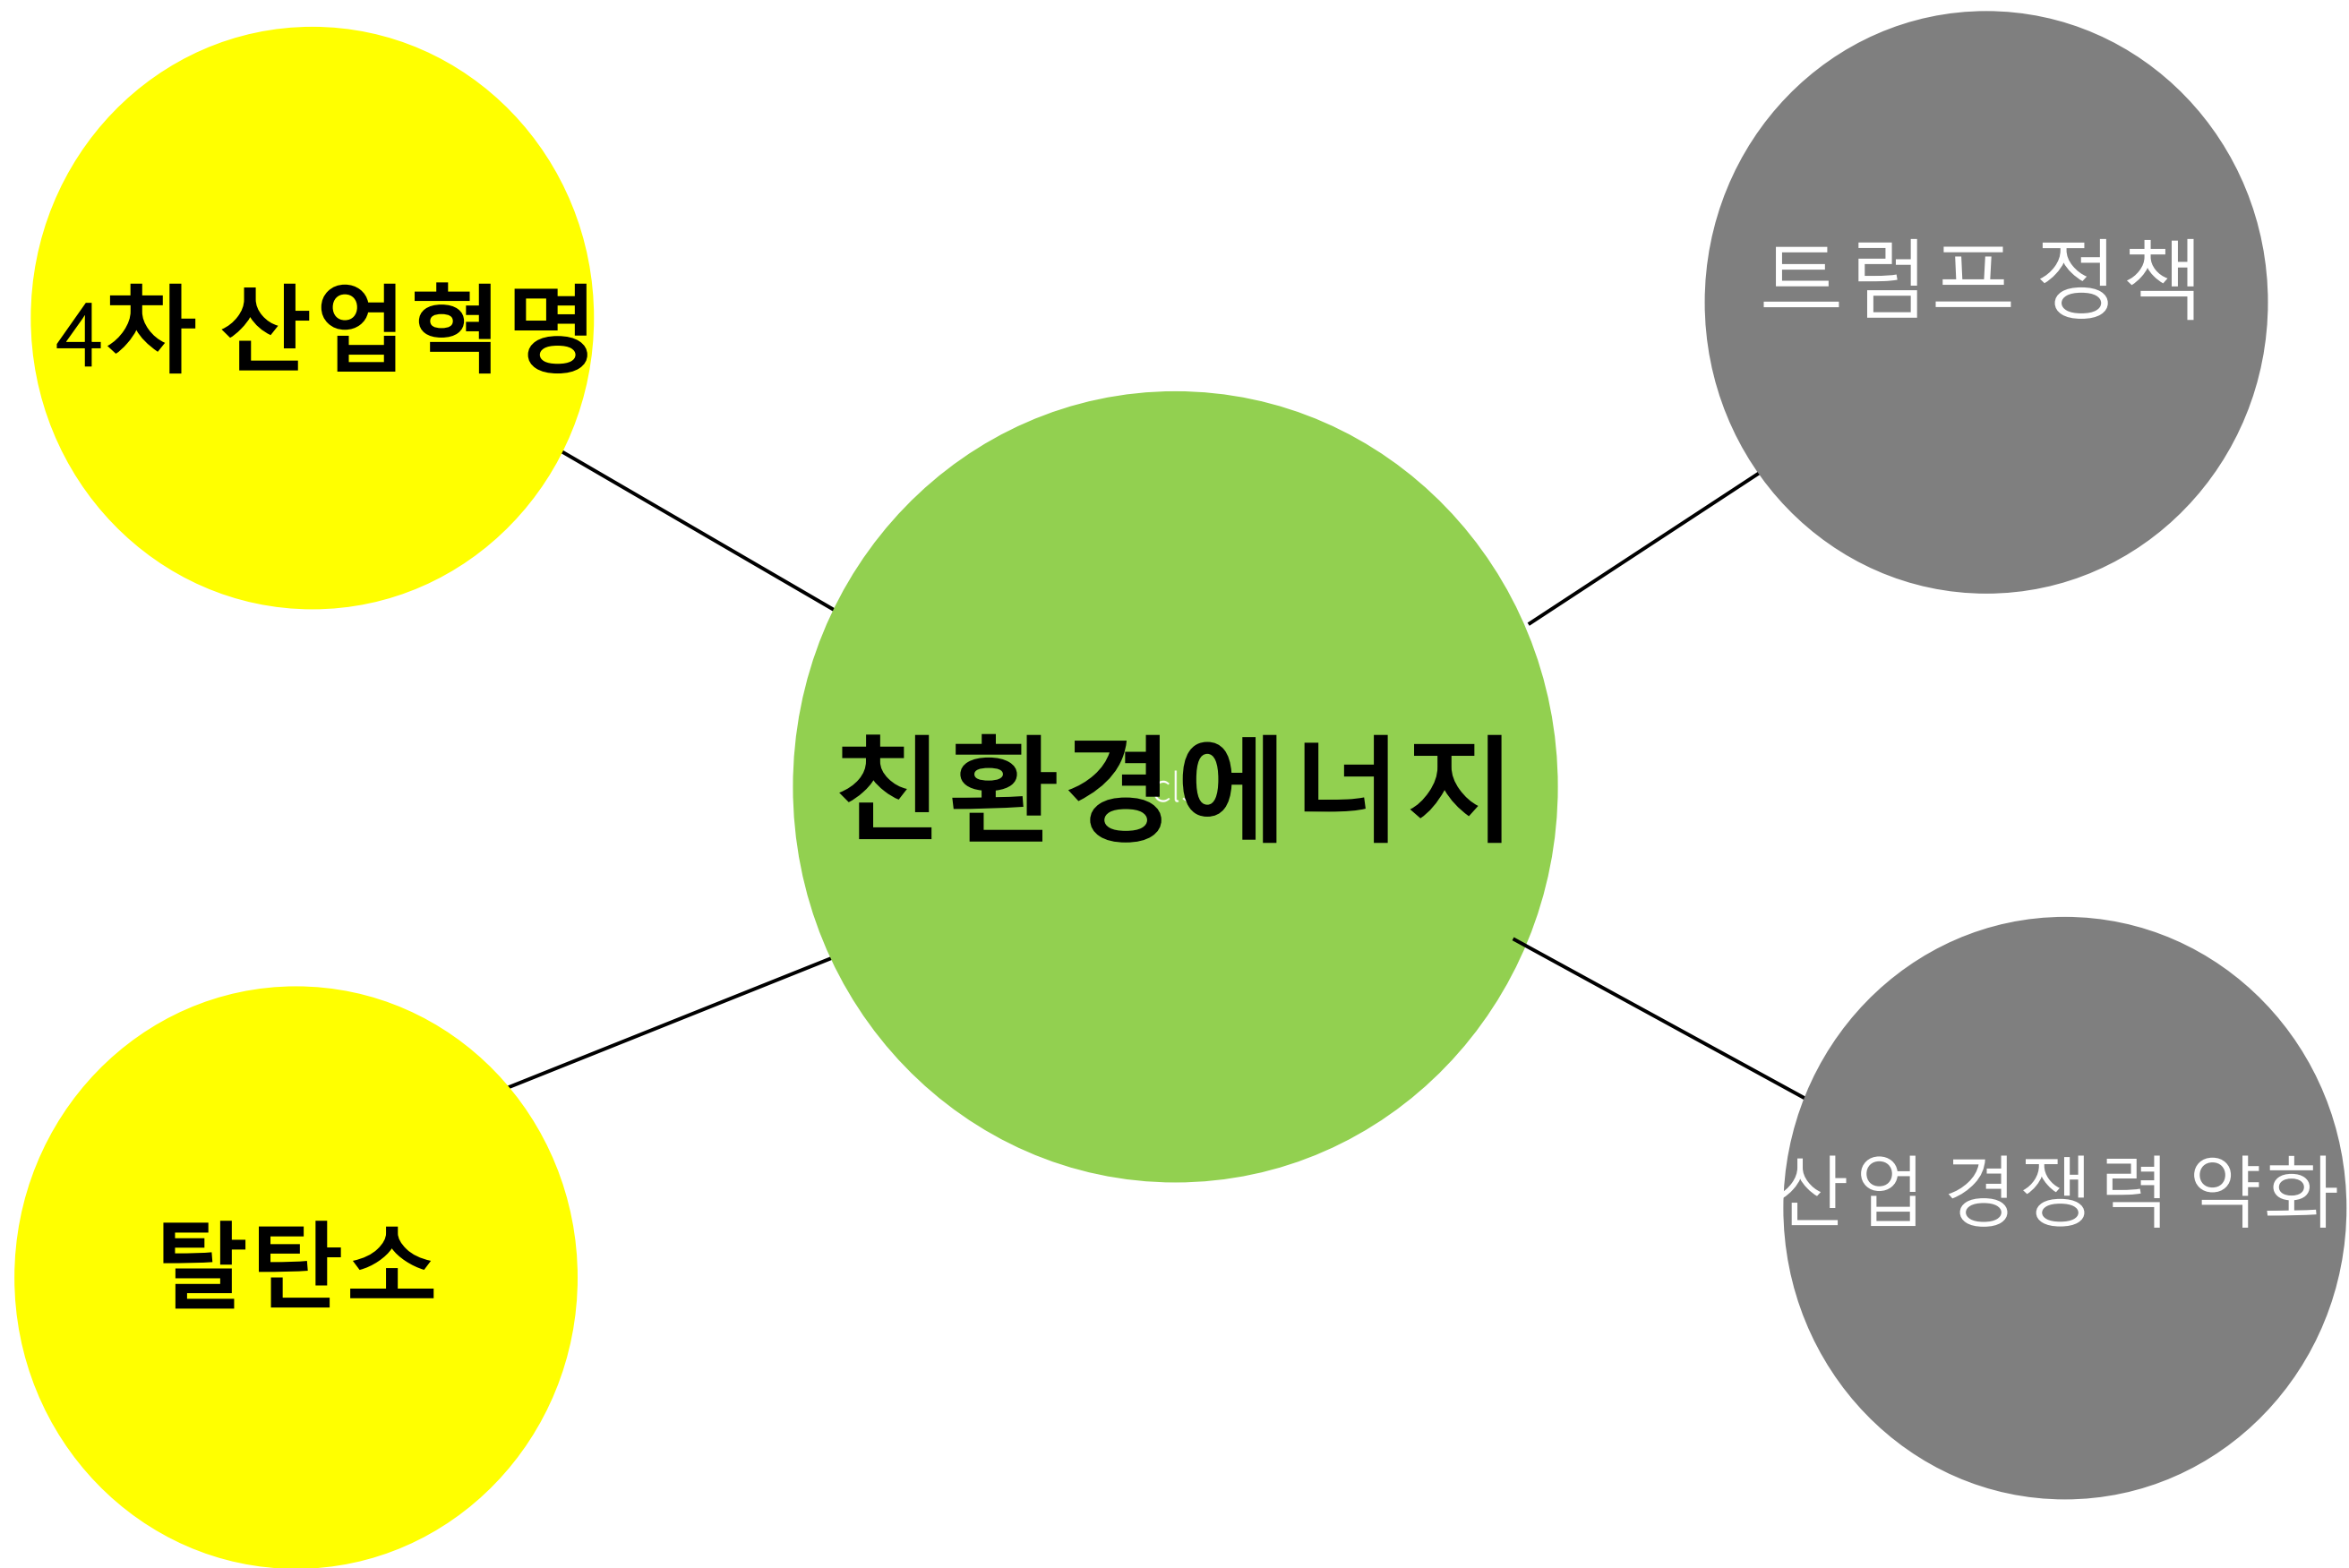 4차 산업혁명
트럼프 정책
친환경에너지
탈탄소
산업 경쟁력 약화